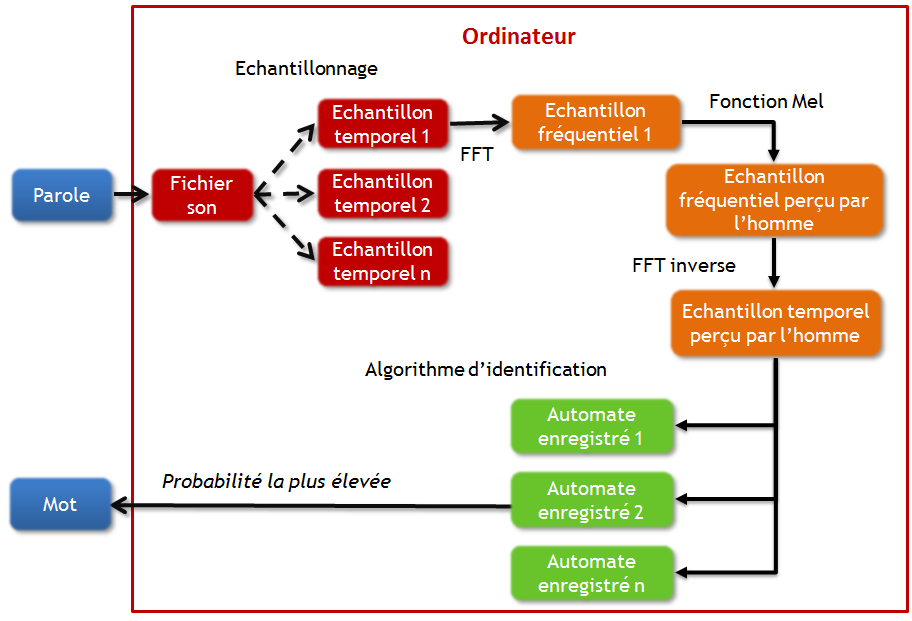 Ordinateur
Echantillonnage
Parole
Fichier
son
Echantillon
temporel 1
Echantillon
temporel 2
Echantillon
temporel n
FFT
Echantillon
fréquentiel 1
Fonction Mel
Echantillon
fréquentiel perçu par
l’homme
FFT inverse
Echantillon temporel
perçu par l’homme
Algorithme d’identification
Automate
enregistré 1
Automate
enregistré 2
Automate
enregistré n
Probabilité la plus élevée
Mot